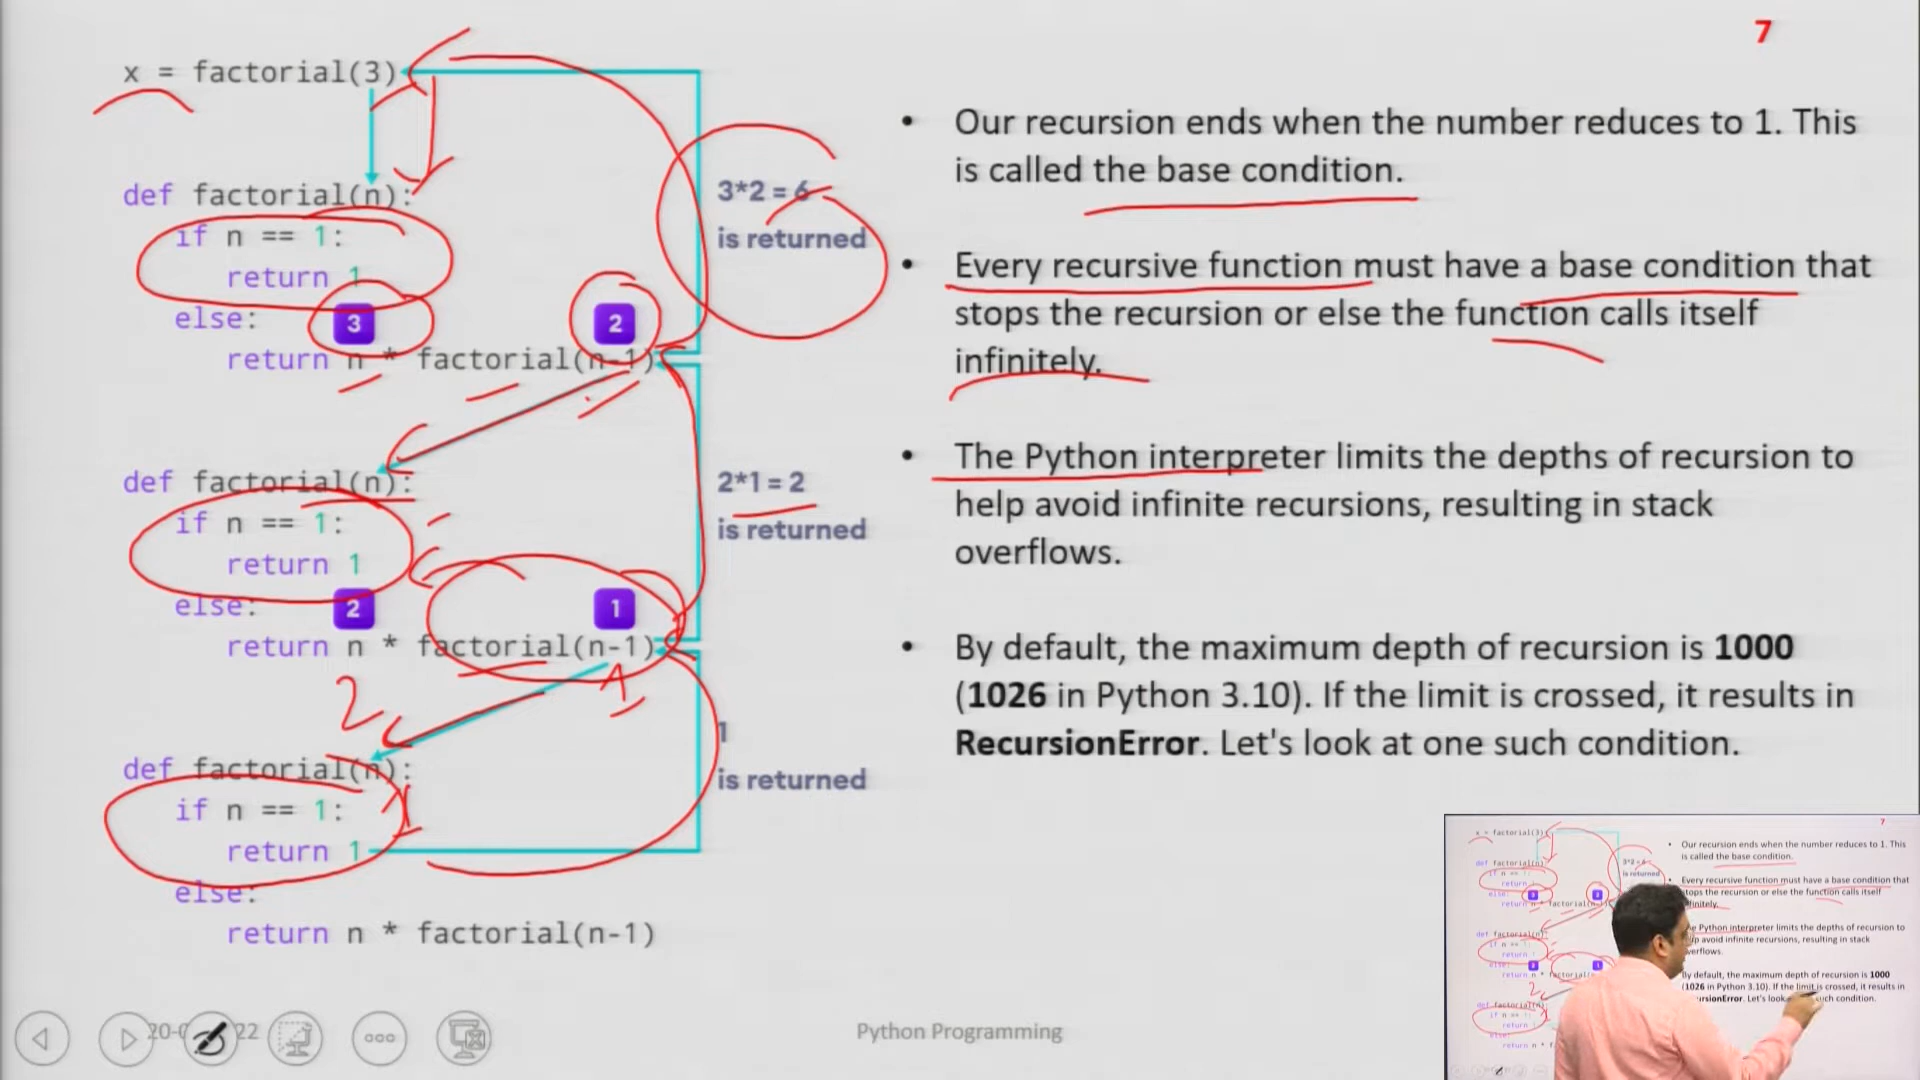 7
x = factorial(3)
def factorial(n):
if n == 1:
return 1
else:
3
2
return n * factorial(n-1)
3*2 = 6
is returned
def factorial(n):
if n == 1:
return 1
else:
2
1
return n * factorial(n-1)
2*1 = 2
is returned
2
1
def factorial(n):
if n == 1:
return 1
else:
return n * factorial(n-1)
1
is returned
• Our recursion ends when the number reduces to 1. This
is called the base condition.
• Every recursive function must have a base condition that
stops the recursion or else the function calls itself
infinitely.
• The Python interpreter limits the depths of recursion to
help avoid infinite recursions, resulting in stack
overflows.
• By default, the maximum depth of recursion is 1000
(1026 in Python 3.10). If the limit is crossed, it results in
RecursionError. Let's look at one such condition.
Python Programming